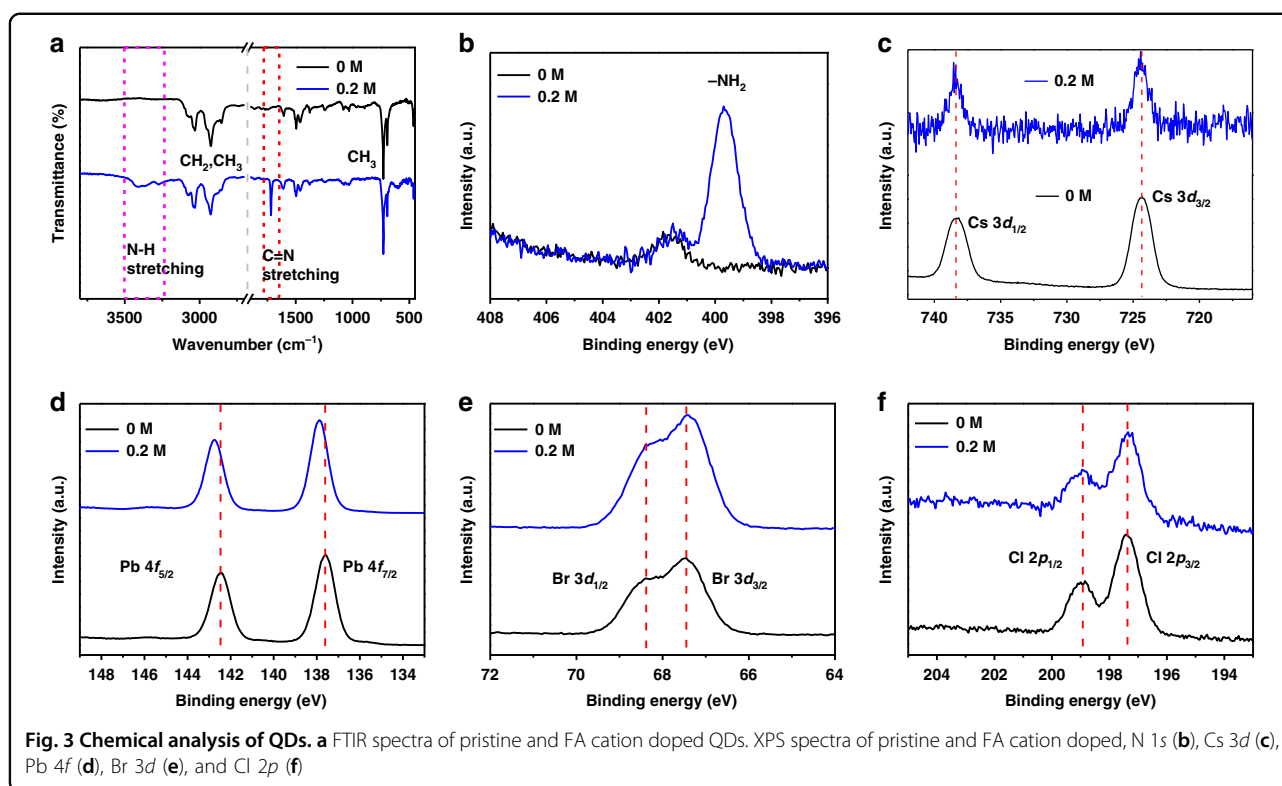 a
0 M
0.2 M
CH2,CH3
CH3
N-H
stretching
C=N
stretching
Transmittance (%)
3500 3000 1500 1000 500
Wavenumber (cm−1)
b
0 M
0.2 M
–NH2
Intensity (a.u.)
408 406 404 402 400 398 396
Binding energy (eV)
c
0.2 M
0 M
Cs 3d1/2
Cs 3d3/2
Intensity (a.u.)
740 735 730 725 720
Binding energy (eV)
d
0 M
0.2 M
Pb 4f5/2
Pb 4f7/2
Intensity (a.u.)
148 146 144 142 140 138 136 134
Binding energy (eV)
e
0 M
0.2 M
Br 3d1/2
Br 3d3/2
Intensity (a.u.)
72 70 68 66 64
Binding energy (eV)
f
0 M
0.2 M
Cl 2p1/2
Cl 2p3/2
Intensity (a.u.)
204 202 200 198 196 194
Binding energy (eV)
Fig. 3 Chemical analysis of QDs. a FTIR spectra of pristine and FA cation doped QDs. XPS spectra of pristine and FA cation doped, N 1s (b), Cs 3d (c),
Pb 4f (d), Br 3d (e), and Cl 2p (f)